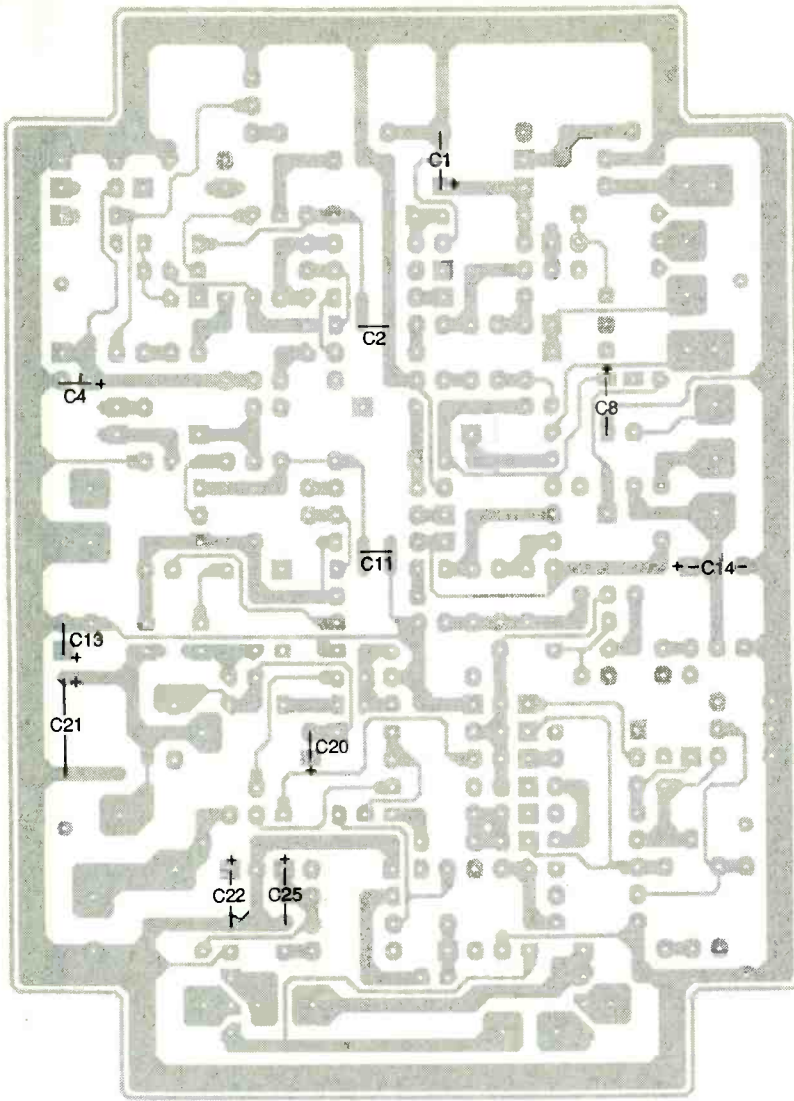 C1
+
C2
C4 +
+
C8
C11
+ -C14-
C13
+
+
C21
C20
+
+ +
C22 C25